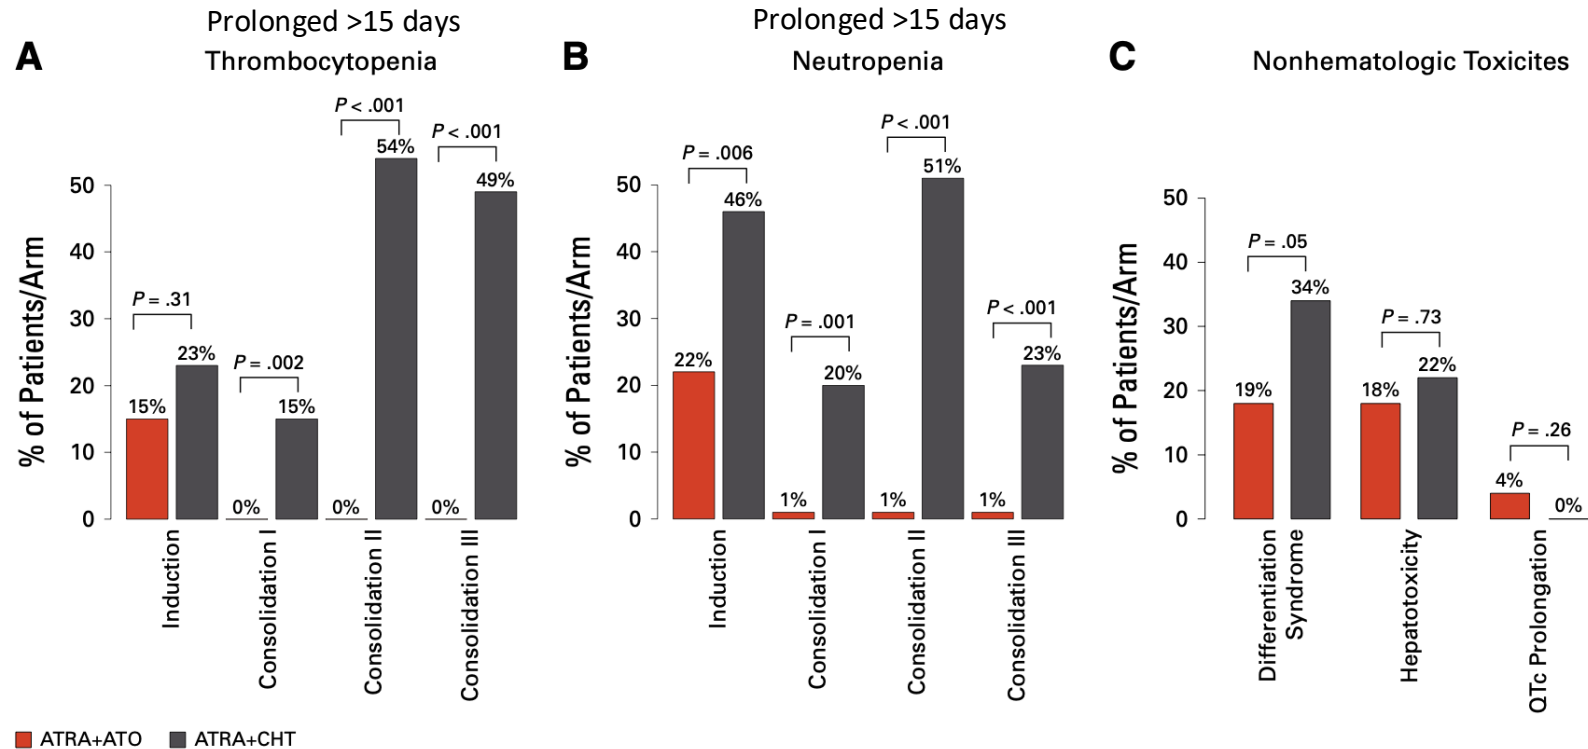 Prolonged >15 days
A
Thrombocytopenia
P < .001
P < .001
54%
49%
P = .31
23%
P = .002
15%
15%
0%
0%
0%
50
40
30
20
10
0
% of Patients/Arm
Induction
Consolidation I
Consolidation II
Consolidation III
Prolonged >15 days
B
Neutropenia
P < .001
P = .006
51%
46%
P < .001
P = .001
22%
20%
23%
1%
1%
1%
50
40
30
20
10
0
% of Patients/Arm
Induction
Consolidation I
Consolidation II
Consolidation III
C
Nonhematologic Toxicites
P = .05
34%
P = .73
19%
18%
22%
P = .26
4%
0%
50
40
30
20
10
0
% of Patients/Arm
Differentiation
Syndrome
Hepatotoxicity
QTc Prolongation
ATRA+ATO
ATRA+CHT